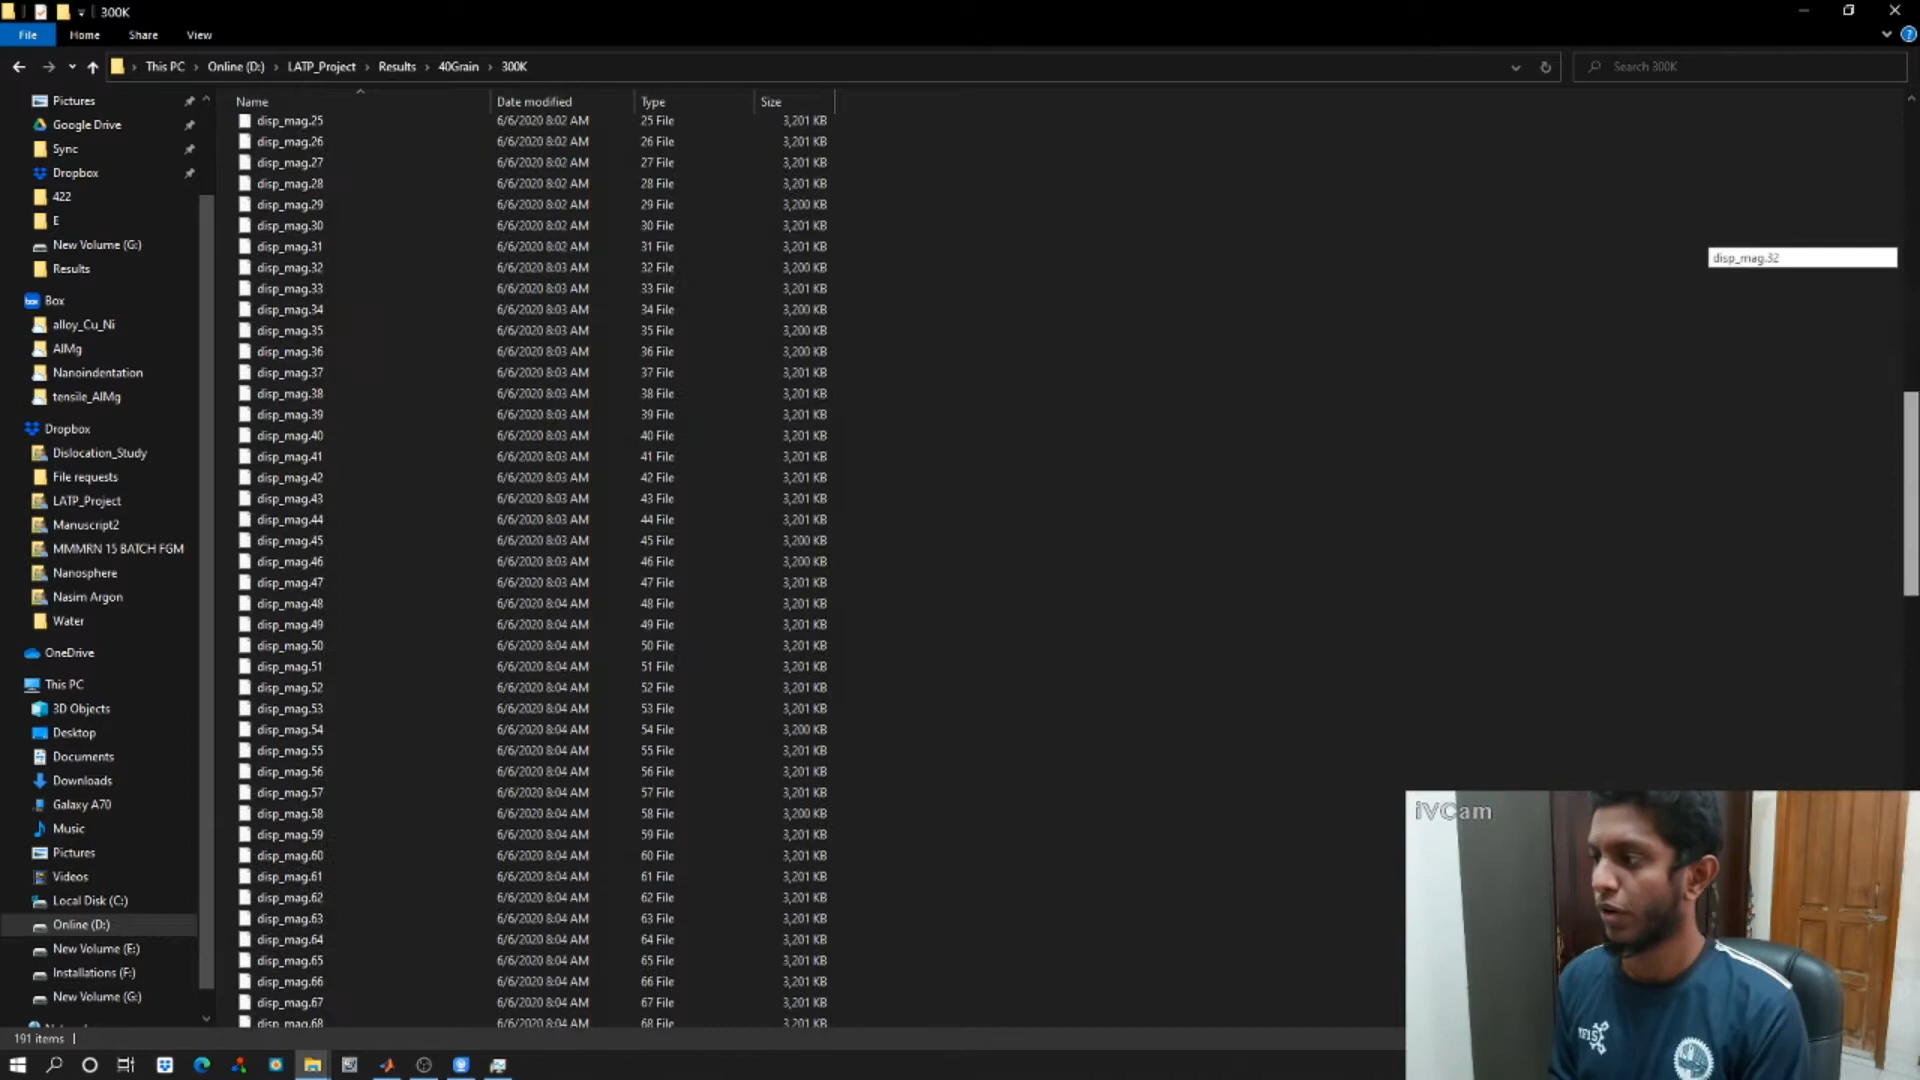 300K
File Home Share View
This PC › Online (D:) › LATP_Project › Results › 40Grain › 300K
Search 300K
Name Date modified Type Size
Pictures
Google Drive
Sync
Dropbox
422
E
New Volume (G:)
Results
Box
alloy_Cu_Ni
AlMg
Nanoindentation
tensile_AlMg
Dropbox
Dislocation_Study
File requests
LATP_Project
Manuscript2
MMMRN 15 BATCH FGM
Nanosphere
Nasim Argon
Water
OneDrive
This PC
3D Objects
Desktop
Documents
Downloads
Galaxy A70
Music
Pictures
Videos
Local Disk (C:)
Online (D:)
New Volume (E:)
Installations (F:)
New Volume (G:)
disp_mag.25 6/6/2020 8:02 AM 25 File 3,201 KB
disp_mag.26 6/6/2020 8:02 AM 26 File 3,201 KB
disp_mag.27 6/6/2020 8:02 AM 27 File 3,201 KB
disp_mag.28 6/6/2020 8:02 AM 28 File 3,201 KB
disp_mag.29 6/6/2020 8:02 AM 29 File 3,200 KB
disp_mag.30 6/6/2020 8:02 AM 30 File 3,201 KB
disp_mag.31 6/6/2020 8:02 AM 31 File 3,201 KB
disp_mag.32 6/6/2020 8:03 AM 32 File 3,200 KB
disp_mag.33 6/6/2020 8:03 AM 33 File 3,201 KB
disp_mag.34 6/6/2020 8:03 AM 34 File 3,200 KB
disp_mag.35 6/6/2020 8:03 AM 35 File 3,200 KB
disp_mag.36 6/6/2020 8:03 AM 36 File 3,200 KB
disp_mag.37 6/6/2020 8:03 AM 37 File 3,201 KB
disp_mag.38 6/6/2020 8:03 AM 38 File 3,201 KB
disp_mag.39 6/6/2020 8:03 AM 39 File 3,201 KB
disp_mag.40 6/6/2020 8:03 AM 40 File 3,201 KB
disp_mag.41 6/6/2020 8:03 AM 41 File 3,201 KB
disp_mag.42 6/6/2020 8:03 AM 42 File 3,201 KB
disp_mag.43 6/6/2020 8:03 AM 43 File 3,201 KB
disp_mag.44 6/6/2020 8:03 AM 44 File 3,201 KB
disp_mag.45 6/6/2020 8:03 AM 45 File 3,200 KB
disp_mag.46 6/6/2020 8:03 AM 46 File 3,200 KB
disp_mag.47 6/6/2020 8:03 AM 47 File 3,201 KB
disp_mag.48 6/6/2020 8:04 AM 48 File 3,201 KB
disp_mag.49 6/6/2020 8:04 AM 49 File 3,201 KB
disp_mag.50 6/6/2020 8:04 AM 50 File 3,201 KB
disp_mag.51 6/6/2020 8:04 AM 51 File 3,201 KB
disp_mag.52 6/6/2020 8:04 AM 52 File 3,201 KB
disp_mag.53 6/6/2020 8:04 AM 53 File 3,201 KB
disp_mag.54 6/6/2020 8:04 AM 54 File 3,200 KB
disp_mag.55 6/6/2020 8:04 AM 55 File 3,201 KB
disp_mag.56 6/6/2020 8:04 AM 56 File 3,201 KB
disp_mag.57 6/6/2020 8:04 AM 57 File 3,201 KB
disp_mag.58 6/6/2020 8:04 AM 58 File 3,200 KB
disp_mag.59 6/6/2020 8:04 AM 59 File 3,201 KB
disp_mag.60 6/6/2020 8:04 AM 60 File 3,201 KB
disp_mag.61 6/6/2020 8:04 AM 61 File 3,201 KB
disp_mag.62 6/6/2020 8:04 AM 62 File 3,201 KB
disp_mag.63 6/6/2020 8:04 AM 63 File 3,201 KB
disp_mag.64 6/6/2020 8:04 AM 64 File 3,201 KB
disp_mag.65 6/6/2020 8:04 AM 65 File 3,201 KB
disp_mag.66 6/6/2020 8:04 AM 66 File 3,201 KB
disp_mag.67 6/6/2020 8:04 AM 67 File 3,201 KB
disp_mag.68 6/6/2020 8:04 AM 68 File 3,201 KB
disp_mag.32
iVCam
191 items